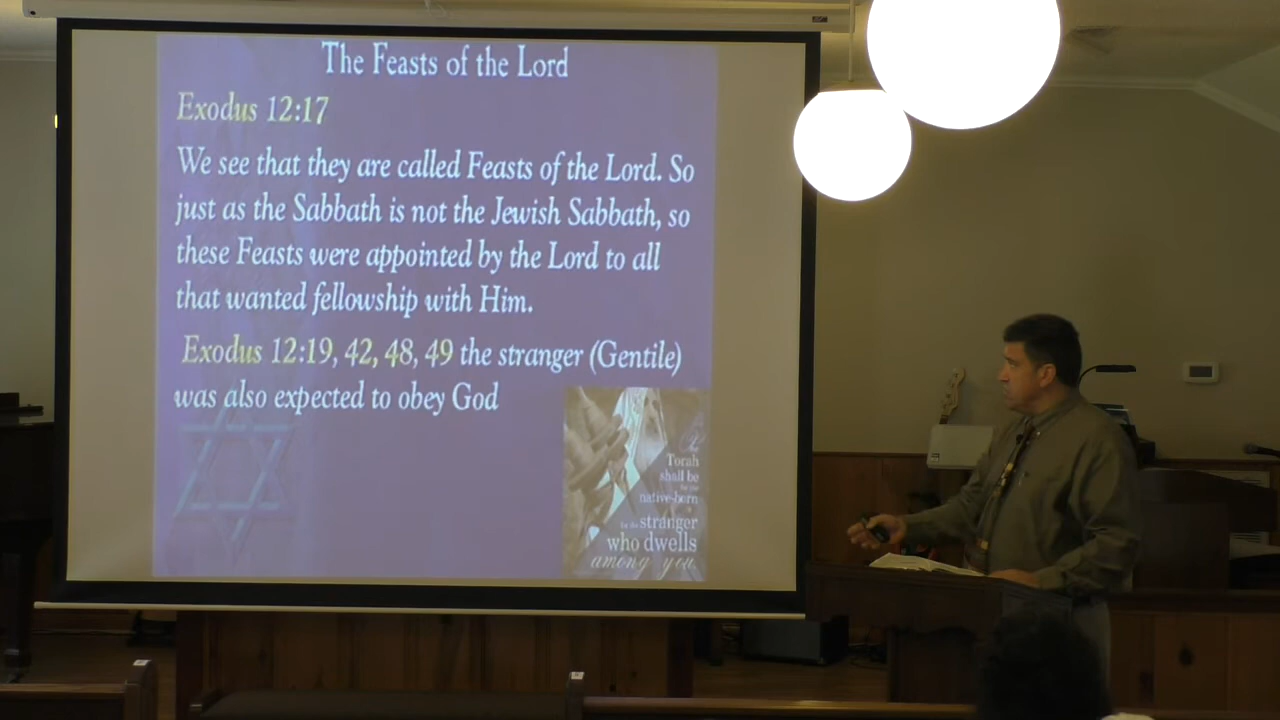 The Feasts of the Lord
Exodus 12:17
We see that they are called Feasts of the Lord. So
just as the Sabbath is not the Jewish Sabbath, so
these Feasts were appointed by the Lord to all
that wanted fellowship with Him.
Exodus 12:19, 42, 48, 49 the stranger (Gentile)
was also expected to obey God
Torah
shall be
native-born
stranger
who dwells
among you